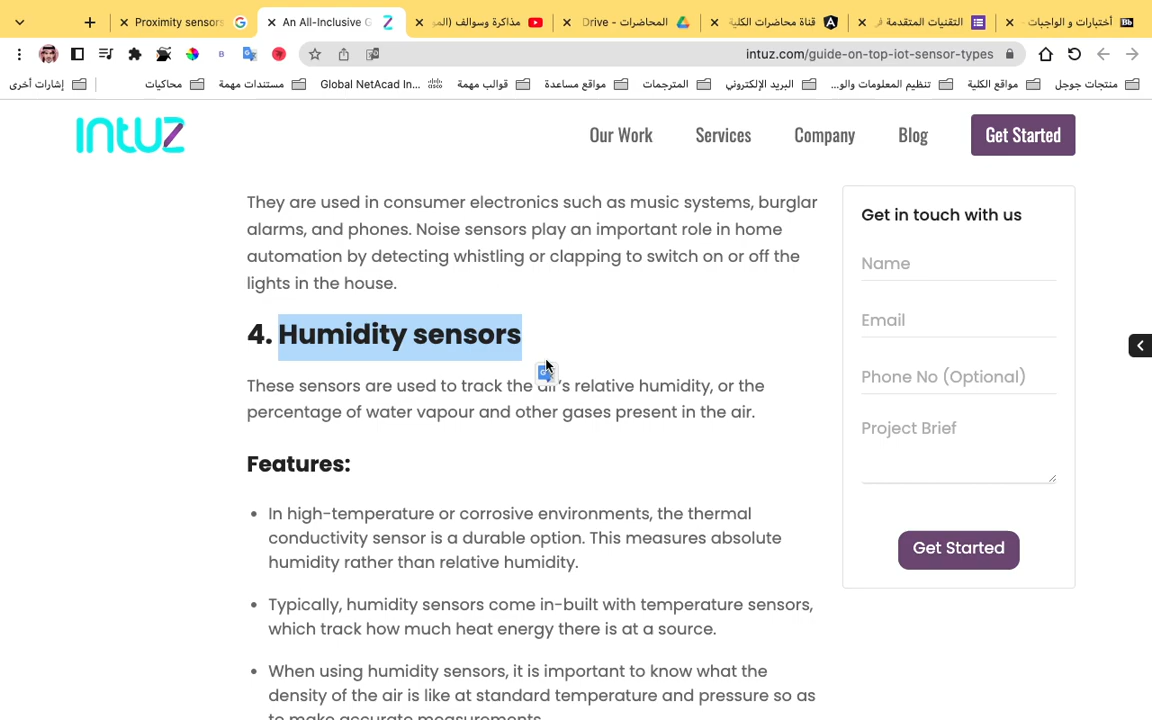 Proximity sensors
An All-Inclusive G
مذاكرة وسوالف (المو
المحاضرات - Drive
قناة محاضرات الكلية
التقنيات المتقدمة في
أختبارات و الواجبات
Bb
intuz.com/guide-on-top-iot-sensor-types
منتجات جوجل
مواقع الكلية
تنظيم المعلومات والو...
البريد الإلكتروني
المترجمات
مواقع مساعدة
قوالب مهمة
Global NetAcad In...
مستندات مهمة
محاكيات
إشارات أخرى
INTUZ
Our Work
Services
Company
Blog
Get Started
They are used in consumer electronics such as music systems, burglar
alarms, and phones. Noise sensors play an important role in home
automation by detecting whistling or clapping to switch on or off the
lights in the house.
4. Humidity sensors
These sensors are used to track the air's relative humidity, or the
percentage of water vapour and other gases present in the air.
Features:
• In high-temperature or corrosive environments, the thermal
conductivity sensor is a durable option. This measures absolute
humidity rather than relative humidity.
• Typically, humidity sensors come in-built with temperature sensors,
which track how much heat energy there is at a source.
• When using humidity sensors, it is important to know what the
density of the air is like at standard temperature and pressure so as
to make accurate measurements.
Get in touch with us
Name
Email
Phone No (Optional)
Project Brief
Get Started